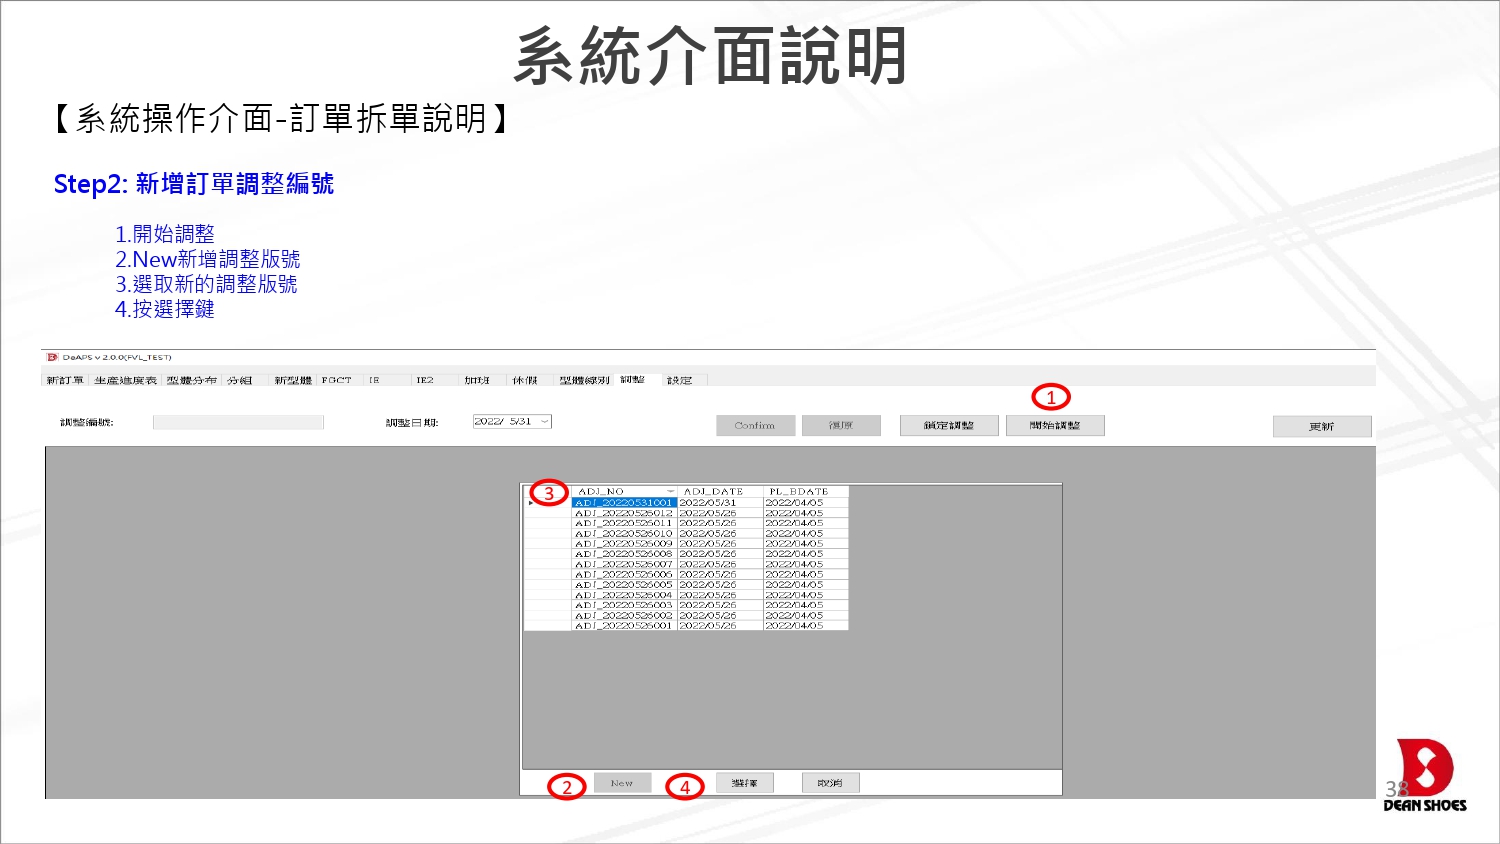 系統介面說明
【系統操作介面-訂單拆單說明】
Step2: 新增訂單調整編號
1.開始調整
2.New新增調整版號
3.選取新的調整版號
4.按選擇鍵
DeAPS v 2.0.0(FVL_TEST)
新訂單 生產進度表 型體分布 分組 新型體 FGCT IE IE2 加班 休假 型體線別 調整 設定
1
調整編號: 調整日期: 2022/ 5/31 Confirm 復原 鎖定調整 開始調整 更新
3 ADJ_NO ADJ_DATE PL_BDATE
ADJ_20220531001 2022/05/31 2022/04/05
ADJ_20220526012 2022/05/26 2022/04/05
ADJ_20220526011 2022/05/26 2022/04/05
ADJ_20220526010 2022/05/26 2022/04/05
ADJ_20220526009 2022/05/26 2022/04/05
ADJ_20220526008 2022/05/26 2022/04/05
ADJ_20220526007 2022/05/26 2022/04/05
ADJ_20220526006 2022/05/26 2022/04/05
ADJ_20220526005 2022/05/26 2022/04/05
ADJ_20220526004 2022/05/26 2022/04/05
ADJ_20220526003 2022/05/26 2022/04/05
ADJ_20220526002 2022/05/26 2022/04/05
ADJ_20220526001 2022/05/26 2022/04/05
2 New 4 選擇 取消
38
DEAN SHOES